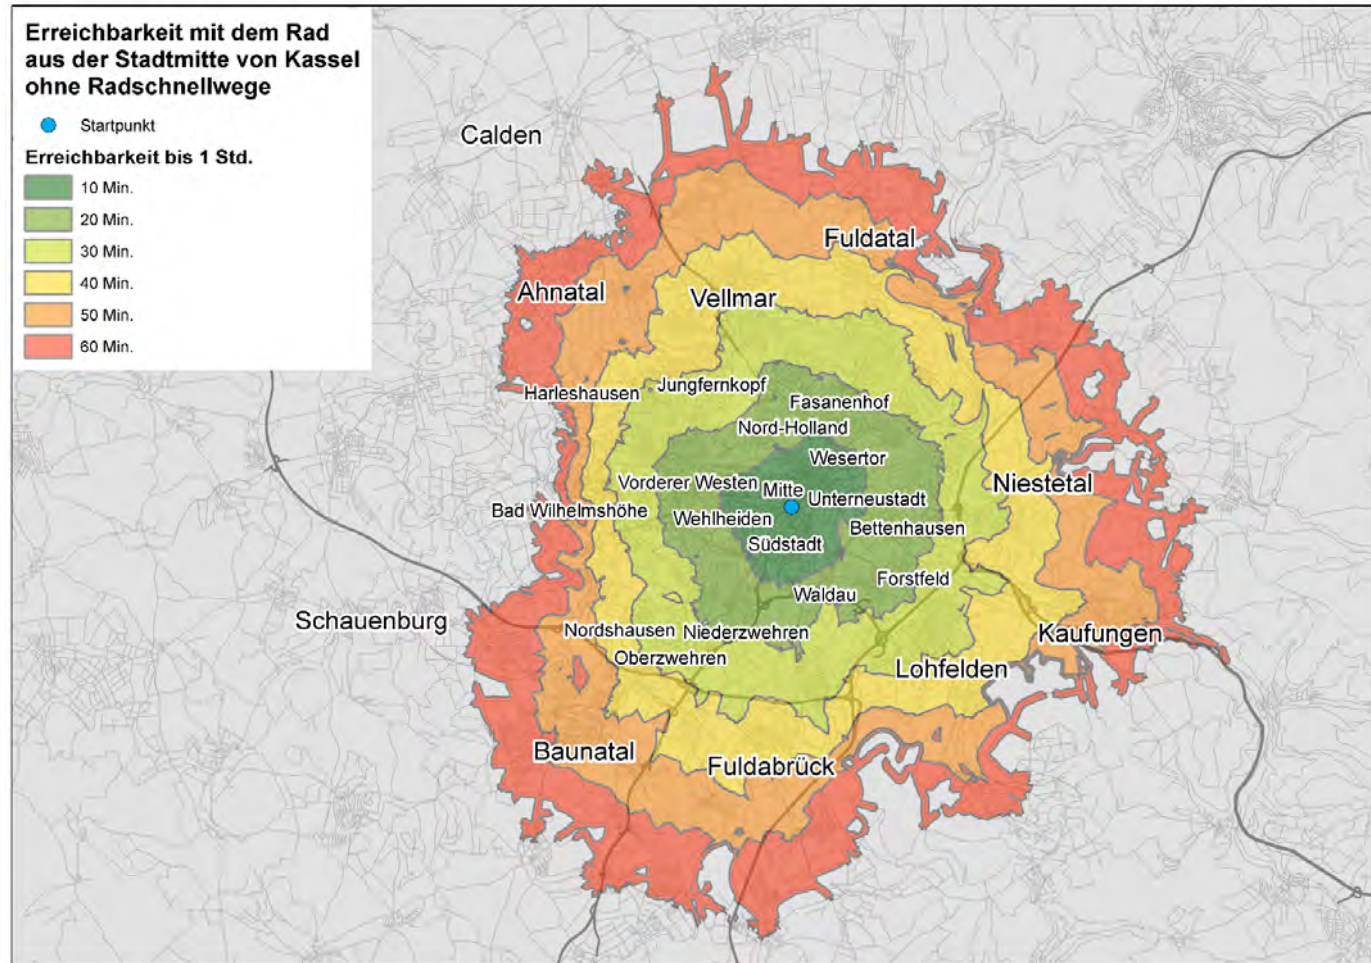 Erreichbarkeit mit dem Rad
aus der Stadtmitte von Kassel
ohne Radschnellwege
Startpunkt
Erreichbarkeit bis 1 Std.
10 Min.
20 Min.
30 Min.
40 Min.
50 Min.
60 Min.
Calden
Fuldatal
Ahnatal
Vellmar
Jungfernkopf
Harleshausen
Fasanenhof
Nord-Holland
Wesertor
Vorderer Westen
Mitte
Niestetal
Unterneustadt
Bad Wilhelmshöhe
Wehlheiden
Bettenhausen
Südstadt
Forstfeld
Waldau
Schauenburg
Nordshausen
Niederzwehren
Kaufungen
Oberzwehren
Lohfelden
Baunatal
Fuldabrück